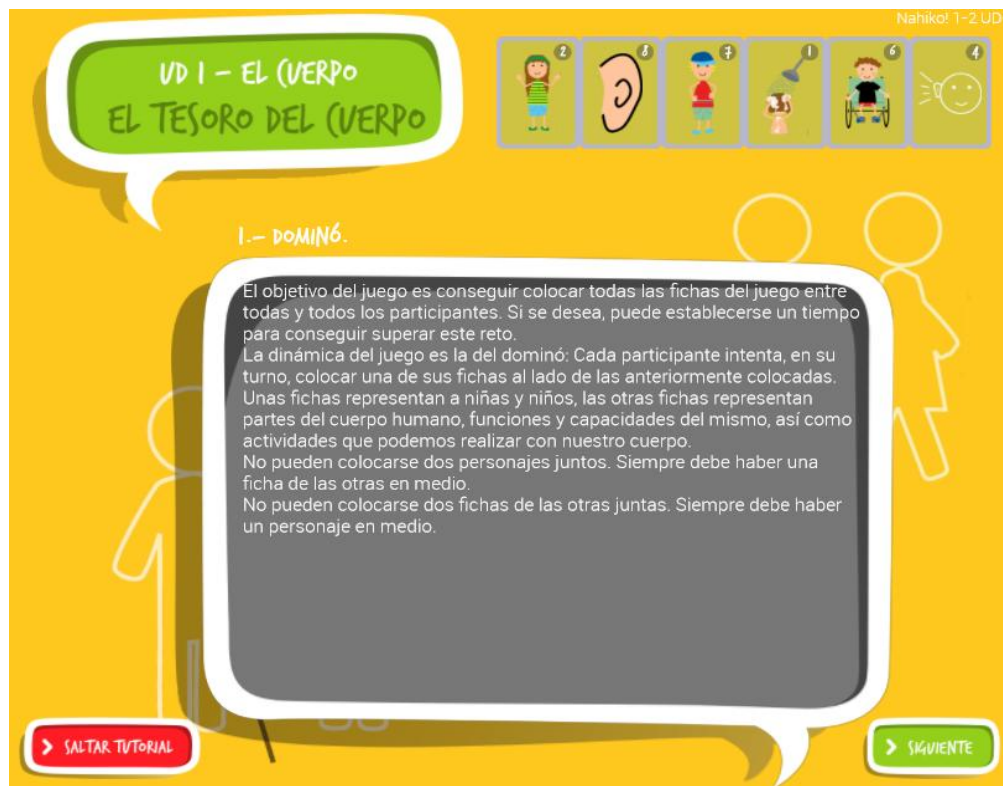 Nahiko! 1-2 UD
UD 1 – EL CUERPO
EL TESORO DEL CUERPO
2
8
7
1
6
4
1.– DOMINÓ.
El objetivo del juego es conseguir colocar todas las fichas del juego entre
todas y todos los participantes. Si se desea, puede establecerse un tiempo
para conseguir superar este reto.
La dinámica del juego es la del dominó: Cada participante intenta, en su
turno, colocar una de sus fichas al lado de las anteriormente colocadas.
Unas fichas representan a niñas y niños, las otras fichas representan
partes del cuerpo humano, funciones y capacidades del mismo, así como
actividades que podemos realizar con nuestro cuerpo.
No pueden colocarse dos personajes juntos. Siempre debe haber una
ficha de las otras en medio.
No pueden colocarse dos fichas de las otras juntas. Siempre debe haber
un personaje en medio.
> SALTAR TUTORIAL
> SIGUIENTE